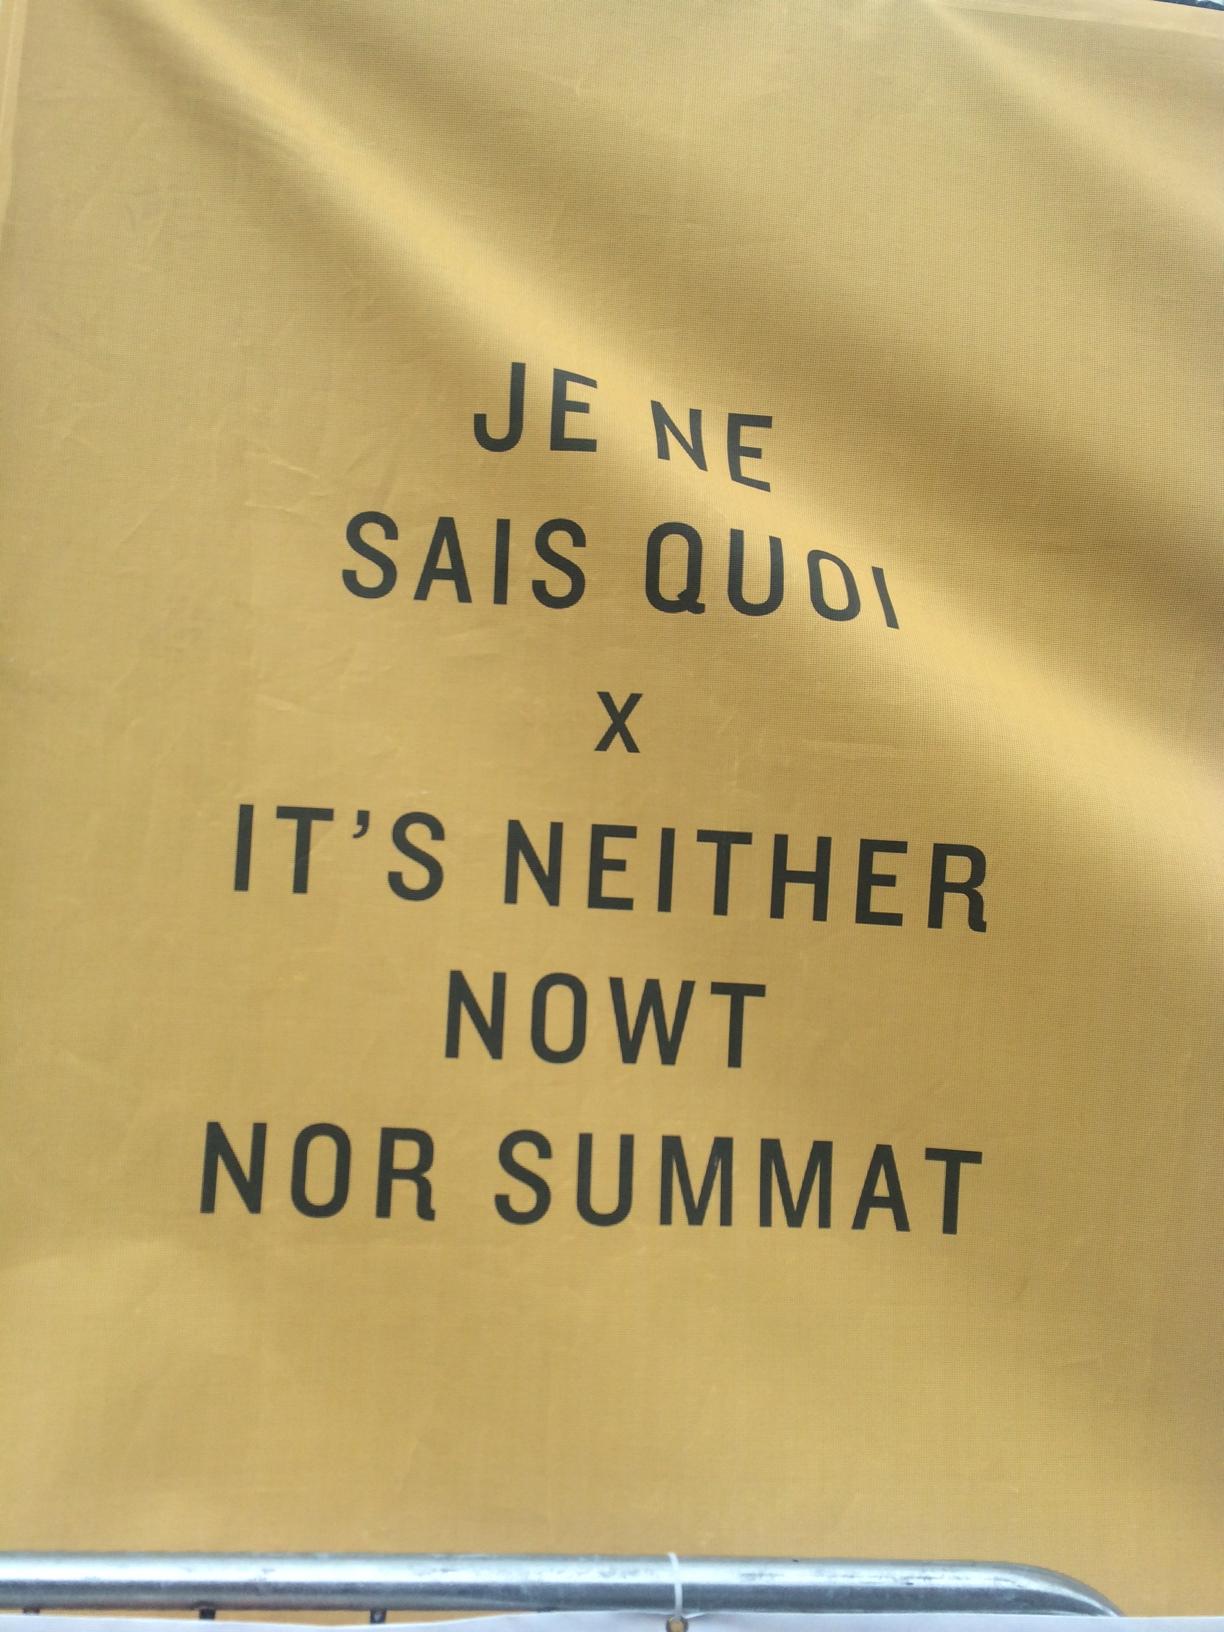 JE NE
SAIS QUOI
X
IT'S NEITHER
NOWT
NOR SUMMAT